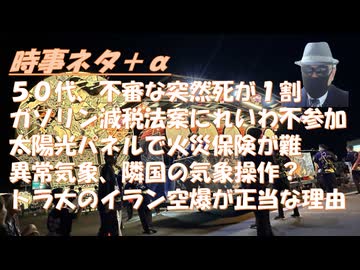 時事ネタ＋α
５０代、不審な突然死が１割
ガソリン減税法案にれいわ不参加
太陽光パネルで火災保険が難
異常気象、隣国の気象操作？
トラ大のイラン空爆が正当な理由